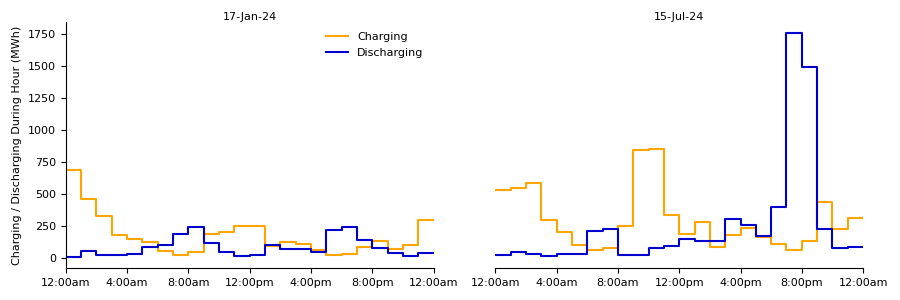 17-Jan-24
15-Jul-24
Charging
Discharging
Charging / Discharging During Hour (MWh)
1750
1500
1250
1000
750
500
250
0
12:00am 4:00am 8:00am 12:00pm 4:00pm 8:00pm 12:00am
12:00am 4:00am 8:00am 12:00pm 4:00pm 8:00pm 12:00am